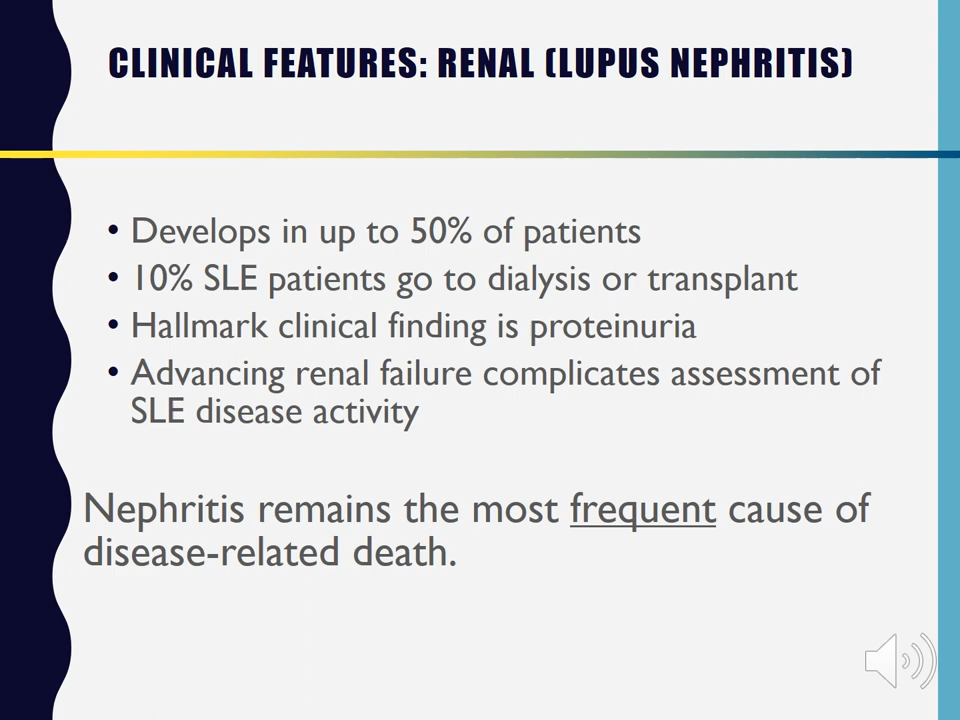 CLINICAL FEATURES: RENAL (LUPUS NEPHRITIS)
• Develops in up to 50% of patients
• 10% SLE patients go to dialysis or transplant
• Hallmark clinical finding is proteinuria
• Advancing renal failure complicates assessment of
SLE disease activity
Nephritis remains the most frequent cause of
disease-related death.